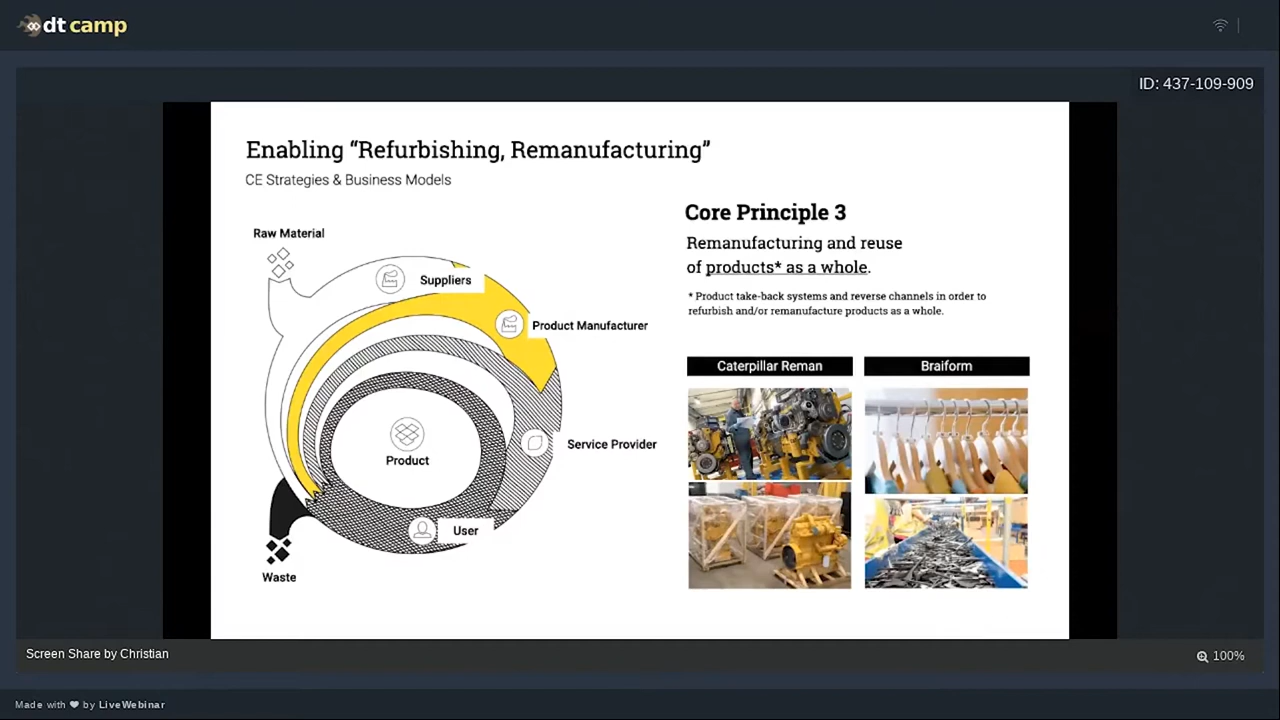 dt camp
ID: 437-109-909
Enabling “Refurbishing, Remanufacturing”
CE Strategies & Business Models
Core Principle 3
Remanufacturing and reuse
of products* as a whole.
* Product take-back systems and reverse channels in order to
refurbish and/or remanufacture products as a whole.
Raw Material
Suppliers
Product Manufacturer
Service Provider
Product
User
Waste
Caterpillar Reman
Braiform
Screen Share by Christian
100%
Made with ❤ by LiveWebinar